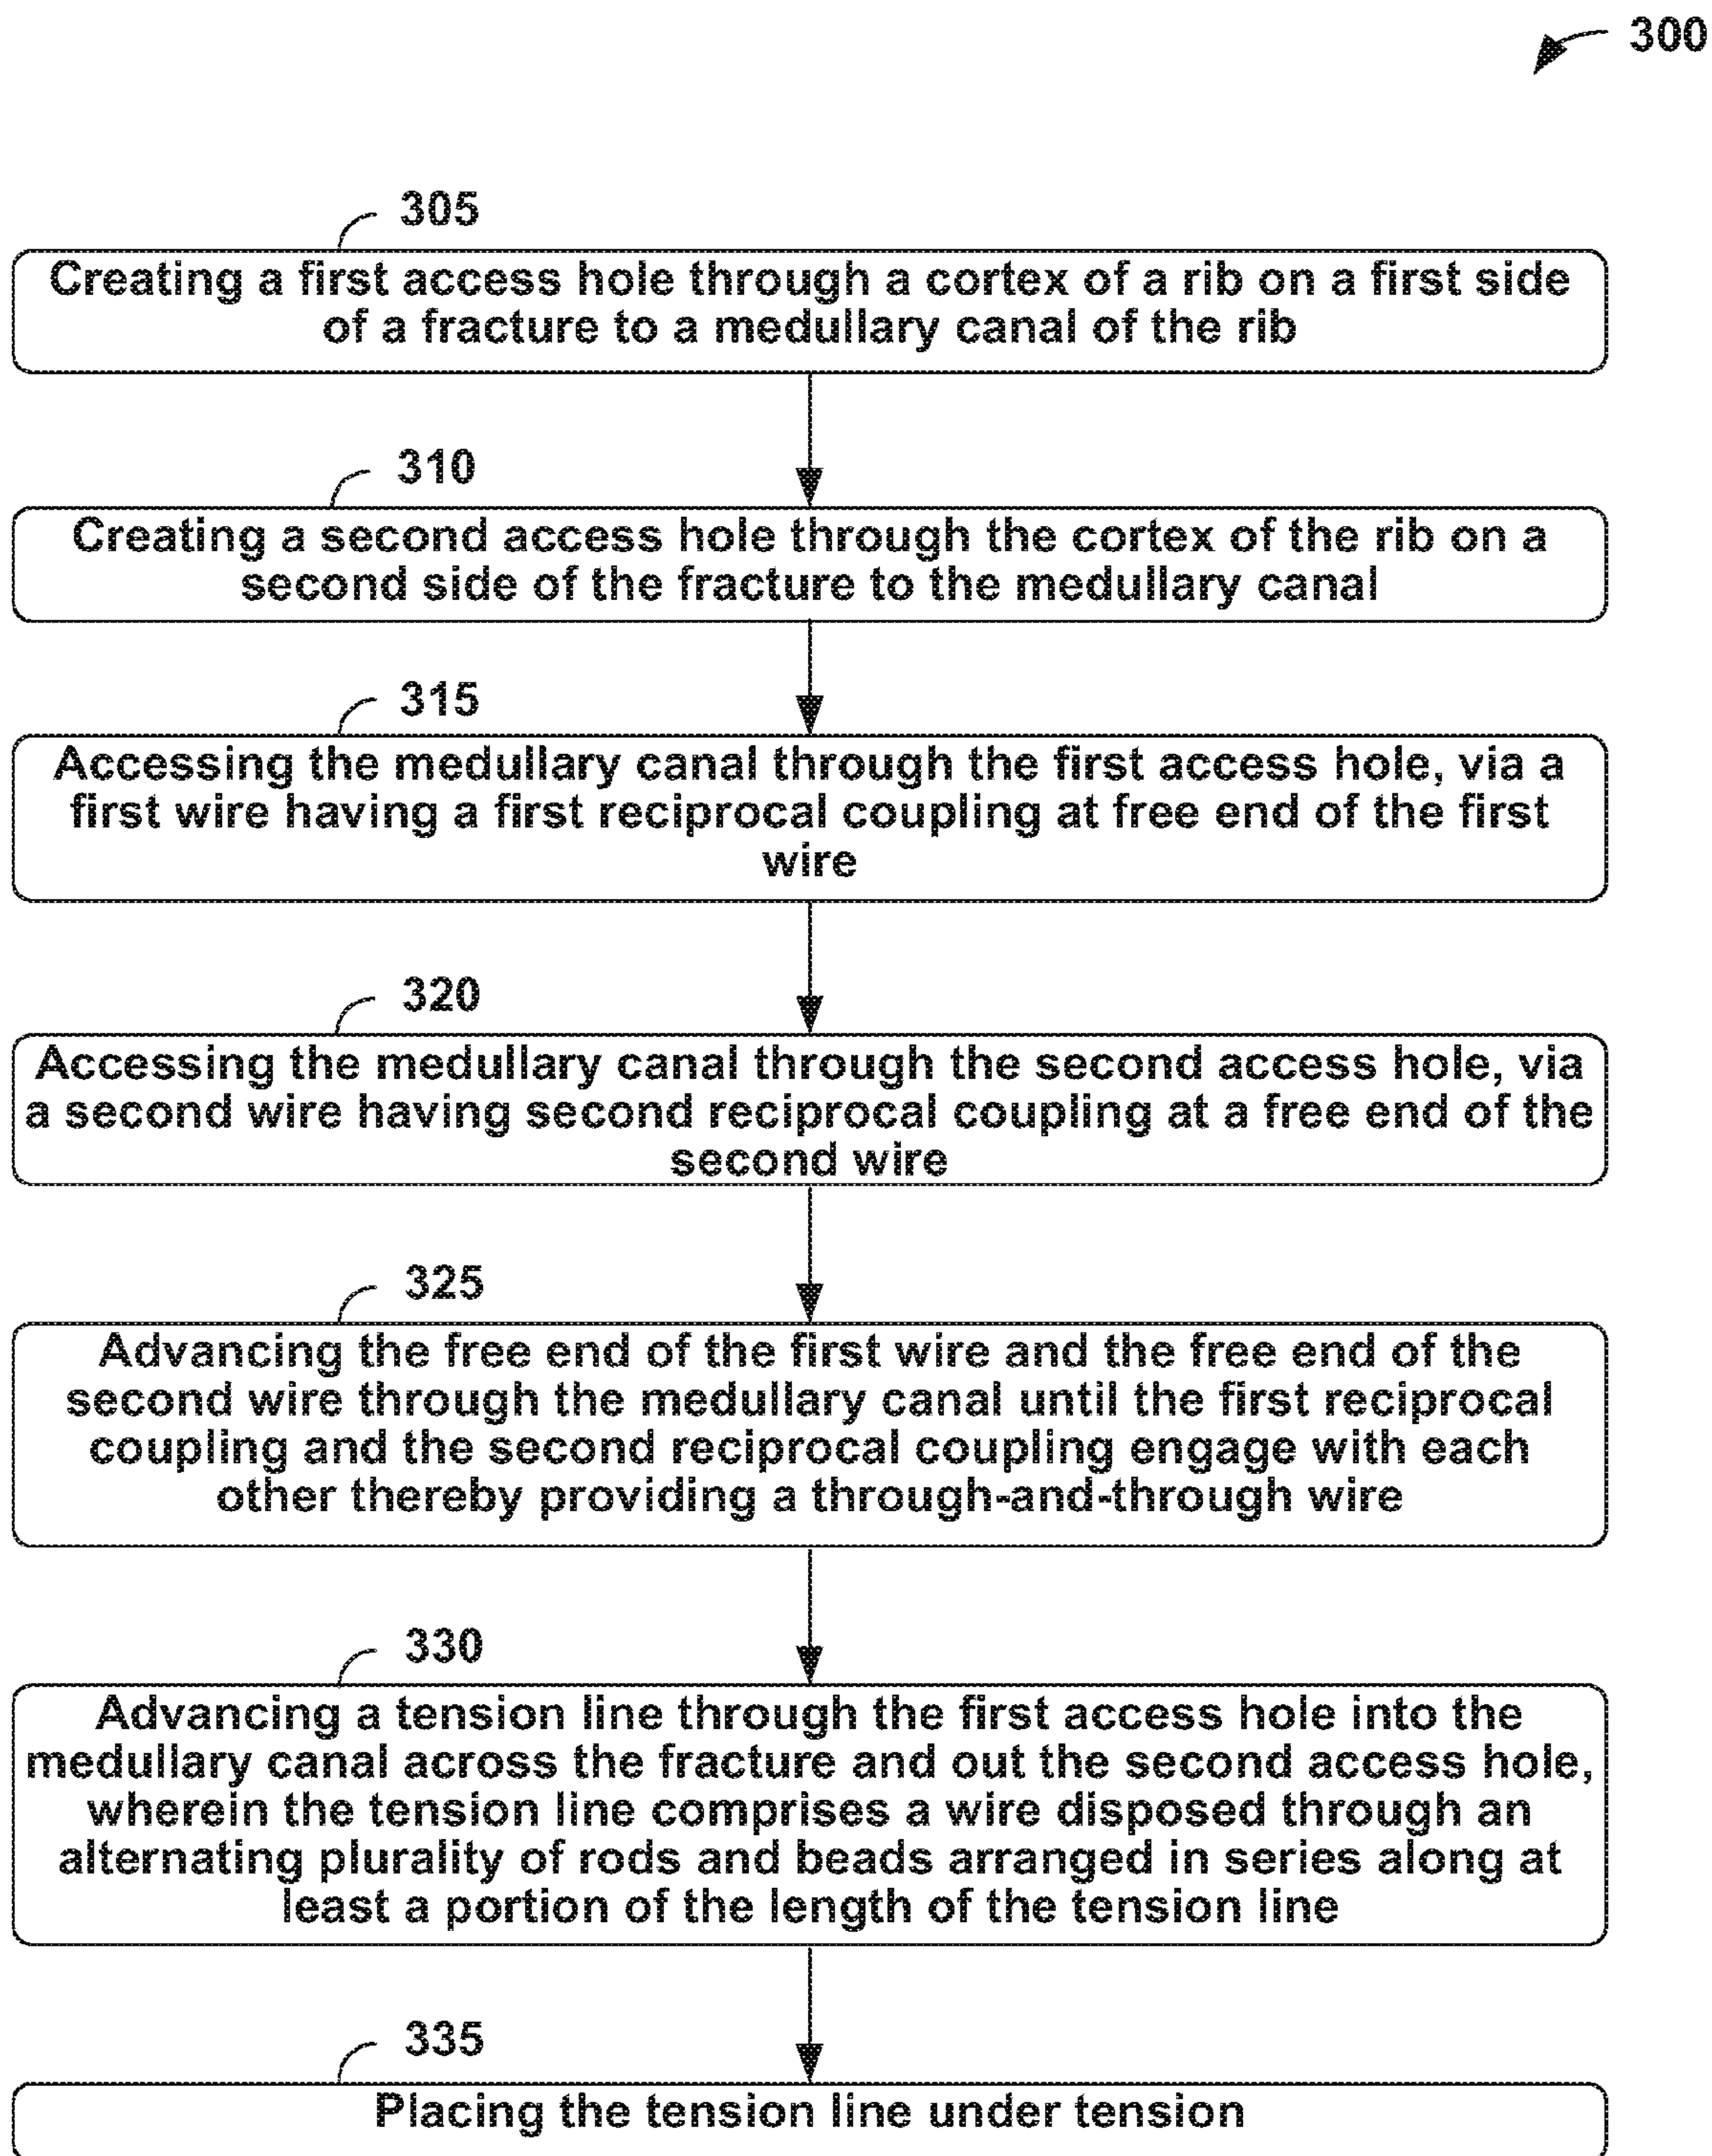 300
305
Creating a first access hole through a cortex of a rib on a first side
of a fracture to a medullary canal of the rib
310
Creating a second access hole through the cortex of the rib on a
second side of the fracture to the medullary canal
315
Accessing the medullary canal through the first access hole, via a
first wire having a first reciprocal coupling at free end of the first
wire
320
Accessing the medullary canal through the second access hole, via
a second wire having second reciprocal coupling at a free end of the
second wire
325
Advancing the free end of the first wire and the free end of the
second wire through the medullary canal until the first reciprocal
coupling and the second reciprocal coupling engage with each
other thereby providing a through-and-through wire
330
Advancing a tension line through the first access hole into the
medullary canal across the fracture and out the second access hole,
wherein the tension line comprises a wire disposed through an
alternating plurality of rods and beads arranged in series along at
least a portion of the length of the tension line
335
Placing the tension line under tension